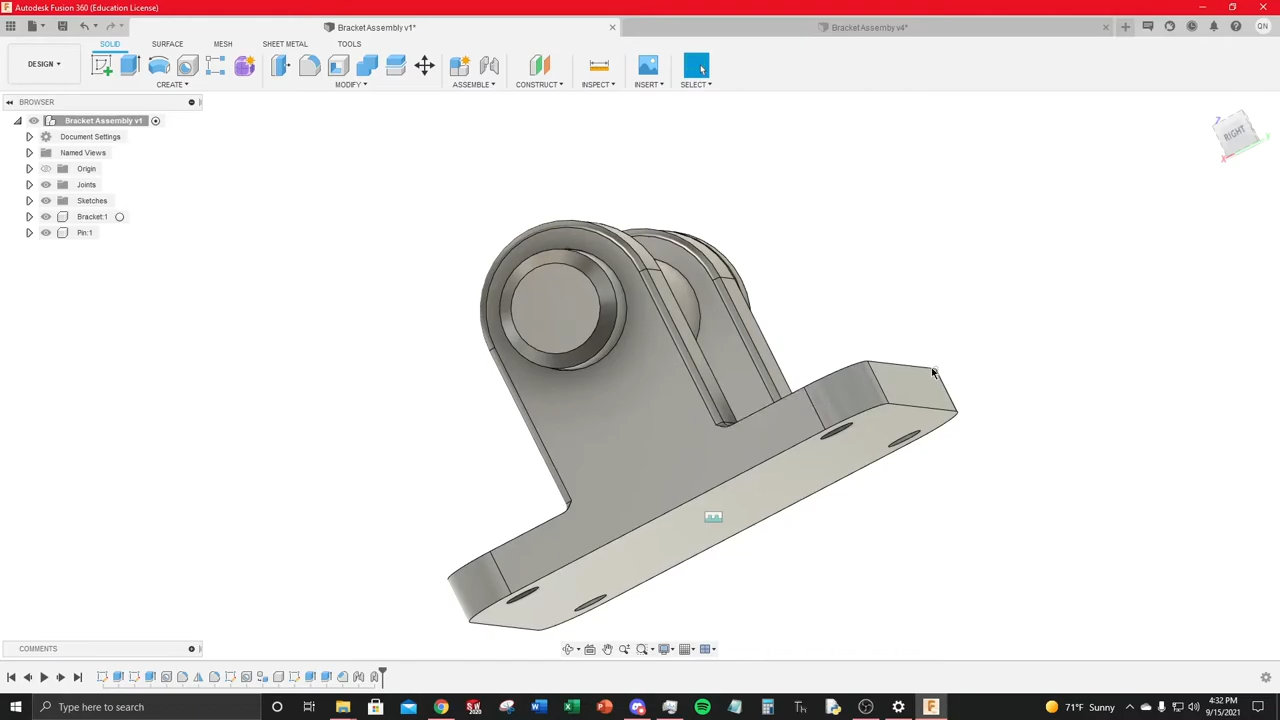 Autodesk Fusion 360 (Education License)
Bracket Assembly v1*
Bracket Assemby v4*
QN
DESIGN
SOLID
SURFACE
MESH
SHEET METAL
TOOLS
CREATE
MODIFY
ASSEMBLE
CONSTRUCT
INSPECT
INSERT
SELECT
BROWSER
Bracket Assembly v1
Document Settings
Named Views
Origin
Joints
Sketches
Bracket:1
Pin:1
Z
RIGHT
Y
X
COMMENTS
Type here to search
71°F Sunny
4:32 PM
9/15/2021